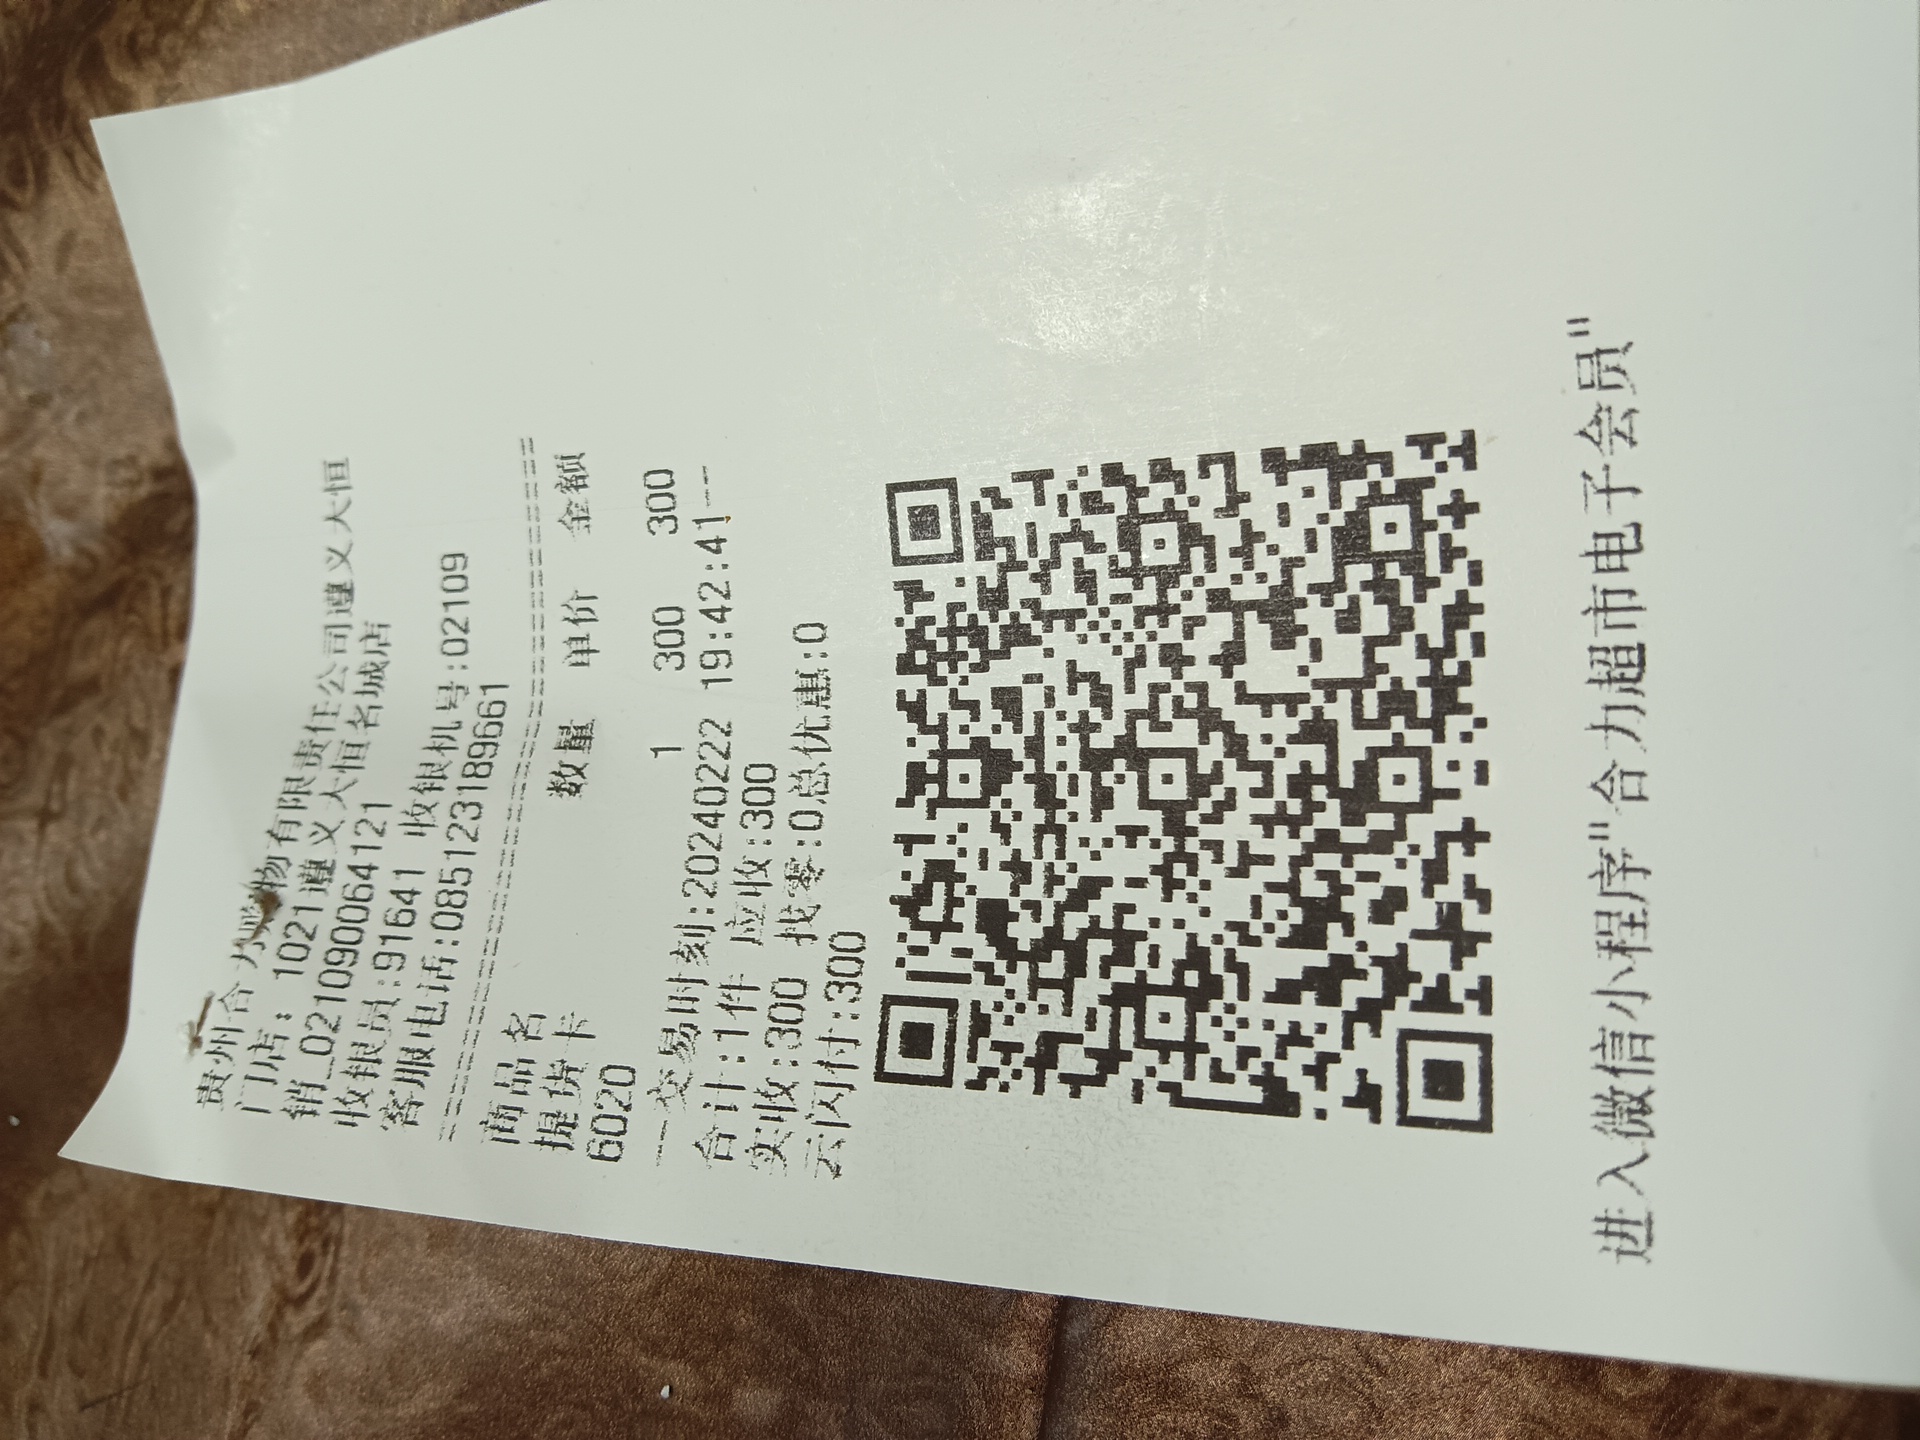 贵州合力购物有限责任公司遵义大恒
门店: 1021遵义大恒名城店
销_021090064121
收银员:91641 收银机号:02109
客服电话:085123189661
================================
商品名 数量 单价 金额
提货卡
6020 1 300 300
--交易时刻:20240222 19:42:41--
合计:1件 应收:300
实收:300 找零:0总优惠:0
云闪付:300
进入微信小程序"合力超市电子会员"